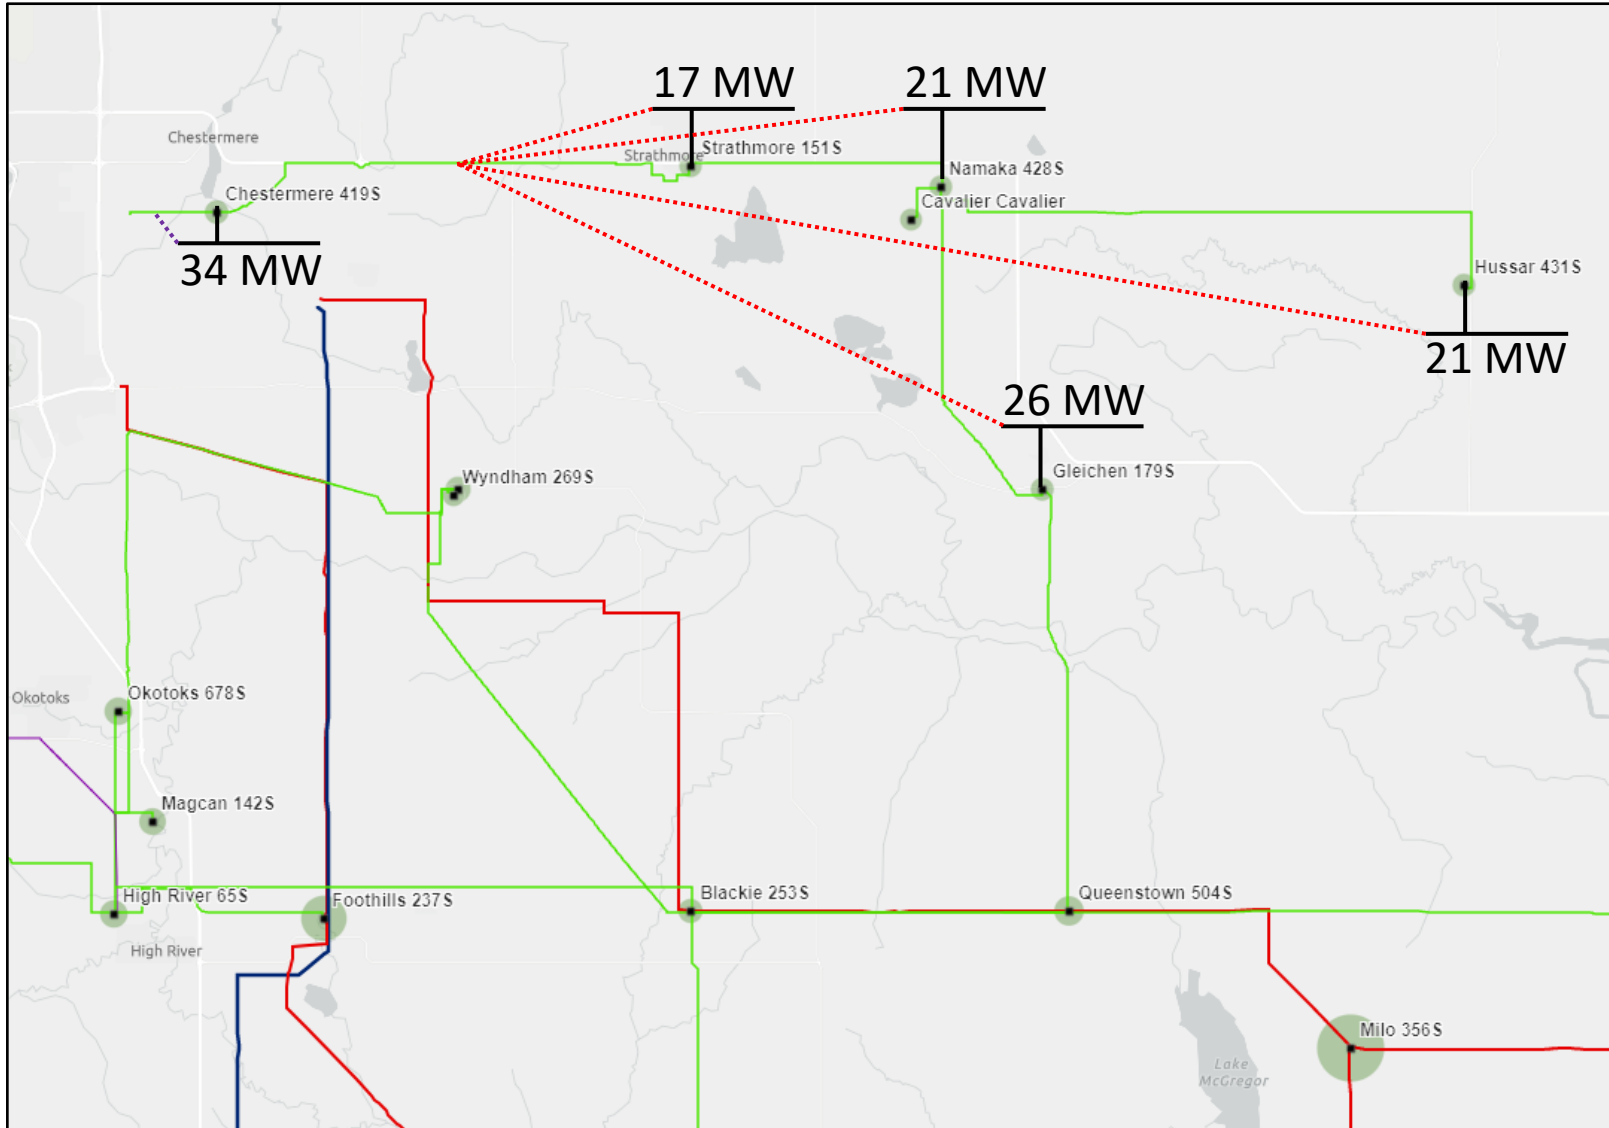 17 MW
21 MW
Chestermere
Strathmore
Strathmore 151S
Namaka 428S
Chestermere 419S
Cavalier Cavalier
34 MW
Hussar 431S
21 MW
26 MW
Wyndham 269S
Gleichen 179S
Okotoks
Okotoks 678S
Magcan 142S
High River 65S
Foothills 237S
Blackie 253S
Queenstown 504S
High River
Milo 356S
Lake
McGregor